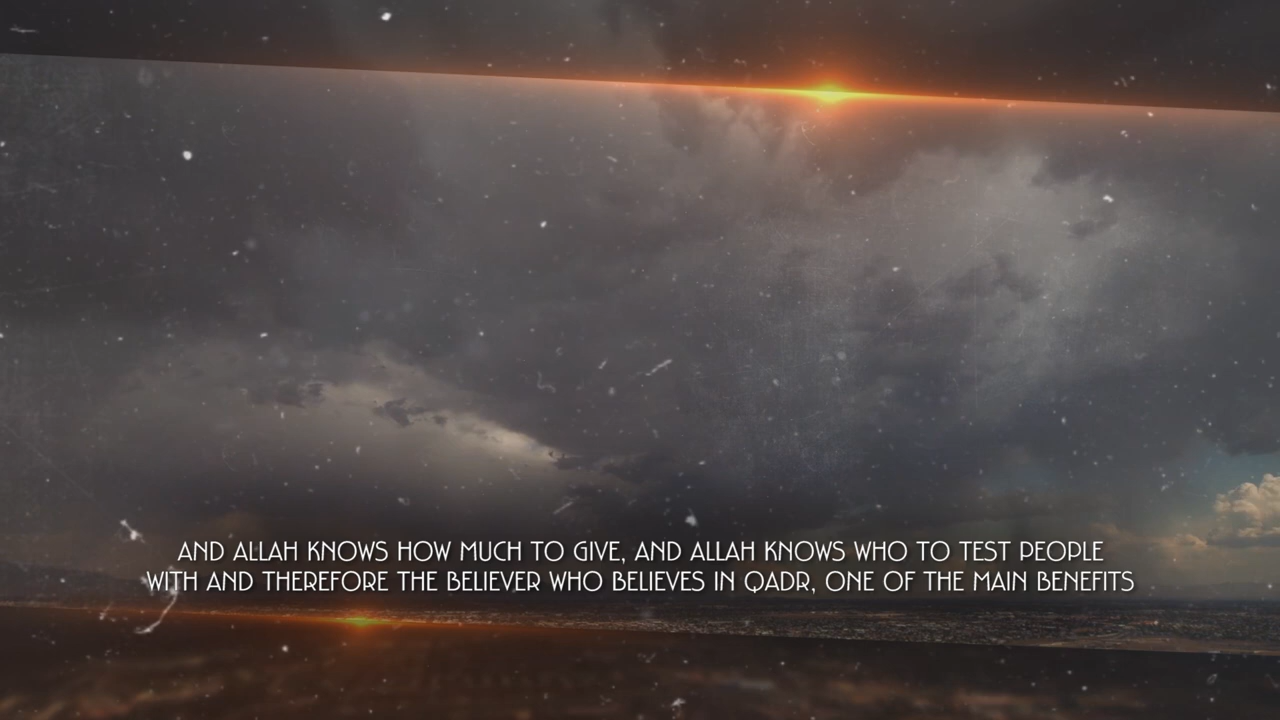 AND ALLAH KNOWS HOW MUCH TO GIVE, AND ALLAH KNOWS WHO TO TEST PEOPLE
WITH AND THEREFORE THE BELIEVER WHO BELIEVES IN QADR, ONE OF THE MAIN BENEFITS